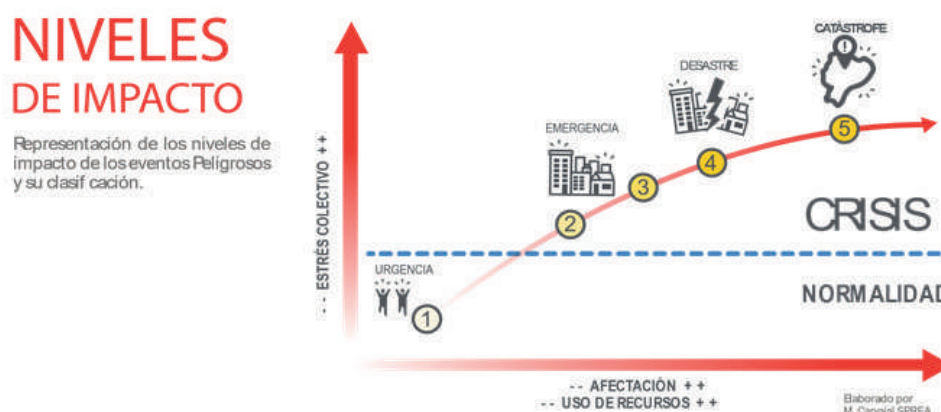 NIVELES
DE IMPACTO
Representación de los niveles de
impacto de los eventos Peligrosos
y su clasif cación.
-- ESTRÉS COLECTIVO ++
CATÁSTROFE
DESASTRE
EMERGENCIA
5
4
3
2
CRISIS
URGENCIA
1
NORMALIDAD
-- AFECTACIÓN ++
-- USO DE RECURSOS ++
Elaborado por
M. Carvajal